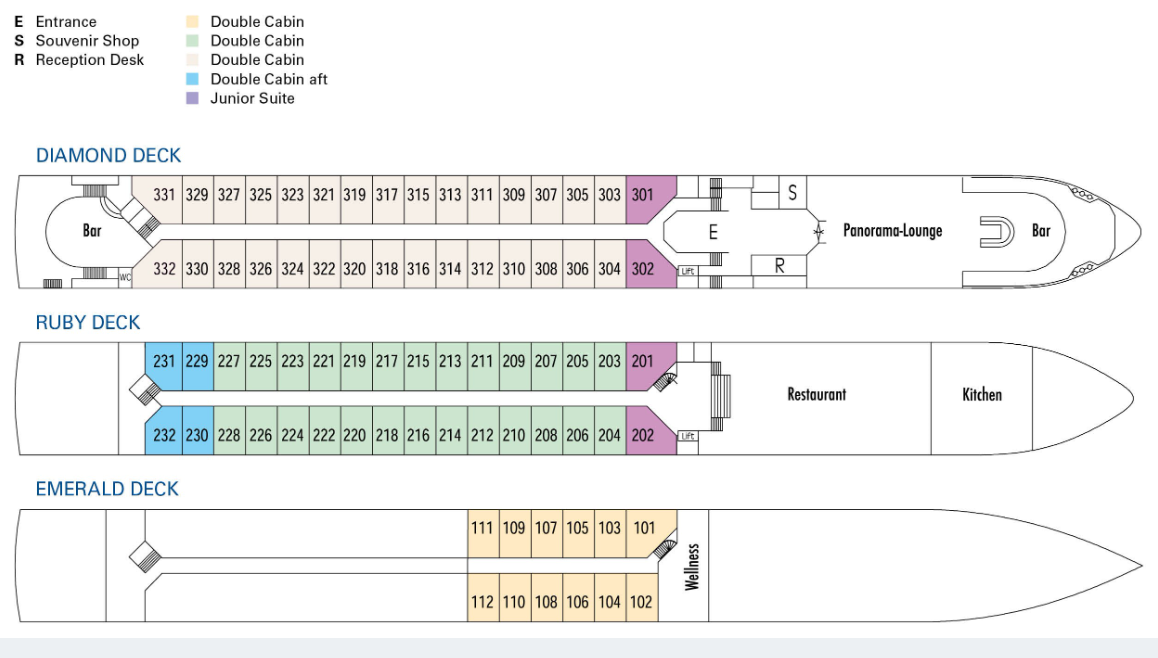 E Entrance
S Souvenir Shop
R Reception Desk
Double Cabin
Double Cabin
Double Cabin
Double Cabin aft
Junior Suite
DIAMOND DECK
331 329 327 325 323 321 319 317 315 313 311 309 307 305 303 301 S
Bar E Panorama-Lounge Bar
WC 332 330 328 326 324 322 320 318 316 314 312 310 308 306 304 302 Lift R
RUBY DECK
231 229 227 225 223 221 219 217 215 213 211 209 207 205 203 201
Restaurant Kitchen
232 230 228 226 224 222 220 218 216 214 212 210 208 206 204 202 Lift
EMERALD DECK
111 109 107 105 103 101
Wellness
112 110 108 106 104 102